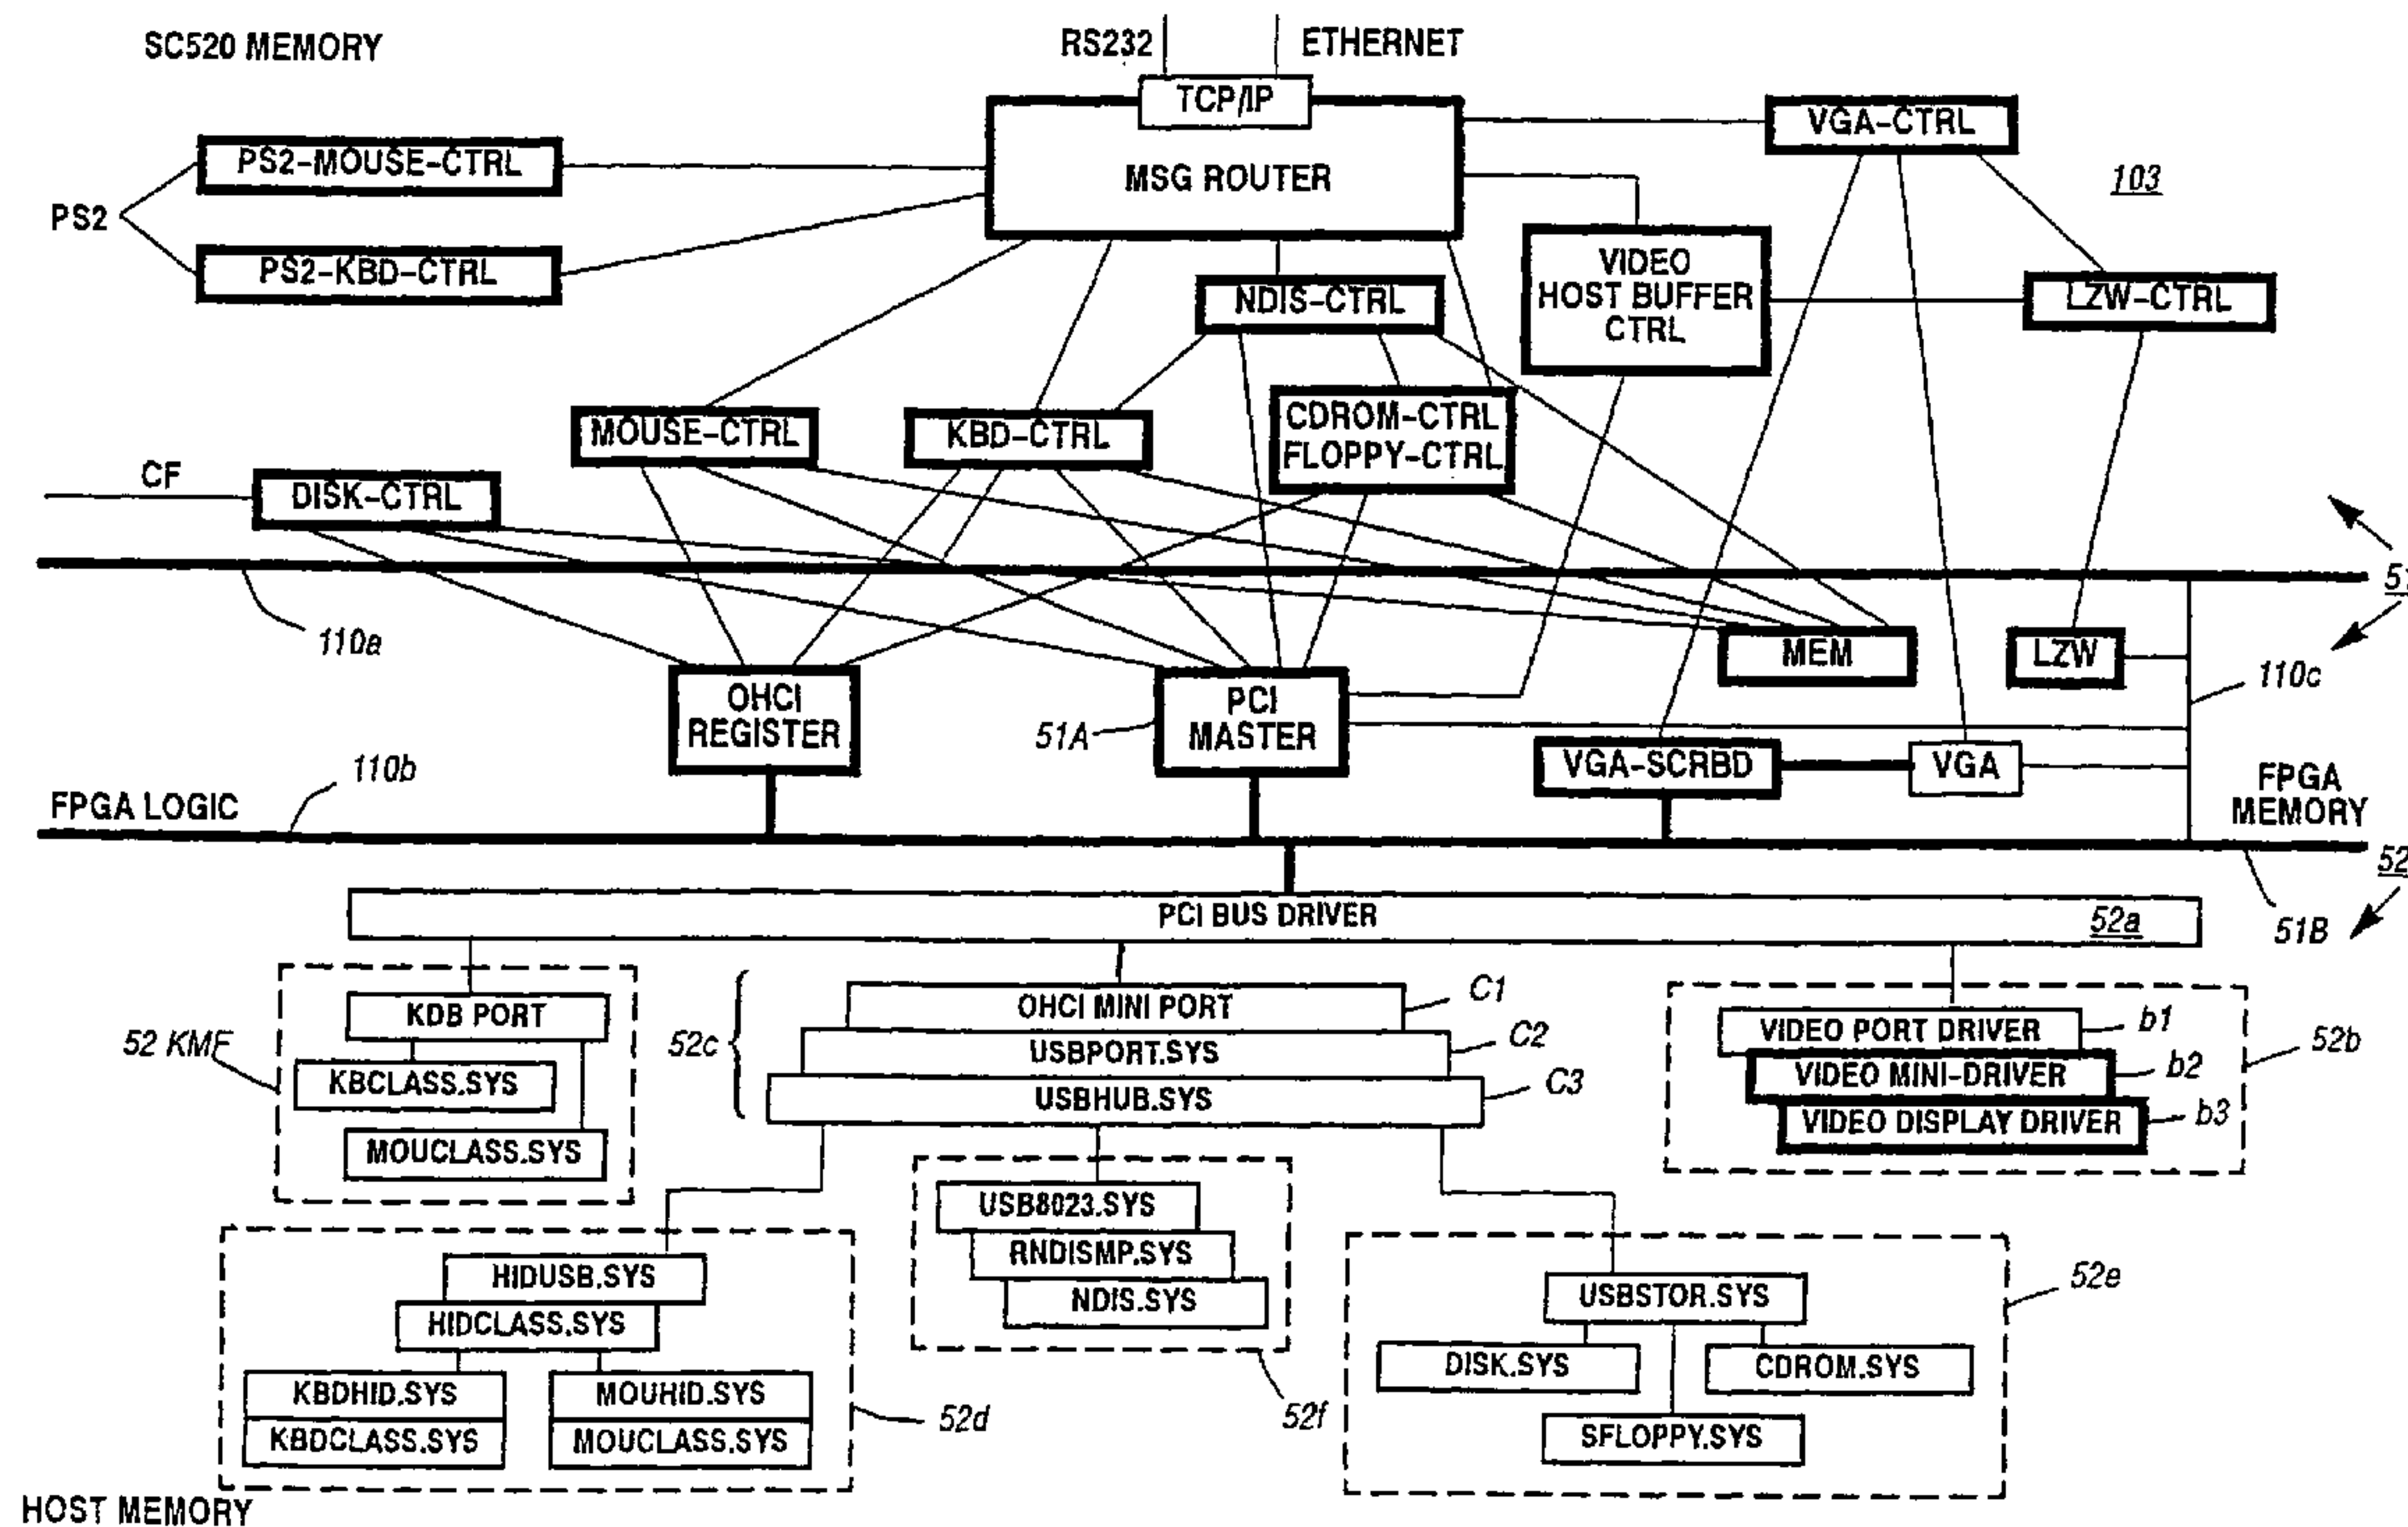 SC520 MEMORY
RS232
ETHERNET
TCP/IP
MSG ROUTER
VGA-CTRL
103
PS2-MOUSE-CTRL
PS2
PS2-KBD-CTRL
NDIS-CTRL
VIDEO
HOST BUFFER
CTRL
LZW-CTRL
MOUSE-CTRL
KBD-CTRL
CDROM-CTRL
FLOPPY-CTRL
CF
DISK-CTRL
51
110a
MEM
LZW
110c
OHCI
REGISTER
51A
PCI
MASTER
VGA-SCRBD
VGA
110b
FPGA LOGIC
FPGA
MEMORY
52
PCI BUS DRIVER
52a
51B
KDB PORT
52 KMF
KBCLASS.SYS
MOUCLASS.SYS
52c
OHCI MINI PORT
C1
USBPORT.SYS
C2
USBHUB.SYS
C3
VIDEO PORT DRIVER
b1
VIDEO MINI-DRIVER
b2
VIDEO DISPLAY DRIVER
b3
52b
USB8023.SYS
RNDISMP.SYS
NDIS.SYS
52f
HIDUSB.SYS
HIDCLASS.SYS
KBDHID.SYS
KBDCLASS.SYS
MOUHID.SYS
MOUCLASS.SYS
52d
USBSTOR.SYS
52e
DISK.SYS
CDROM.SYS
SFLOPPY.SYS
HOST MEMORY